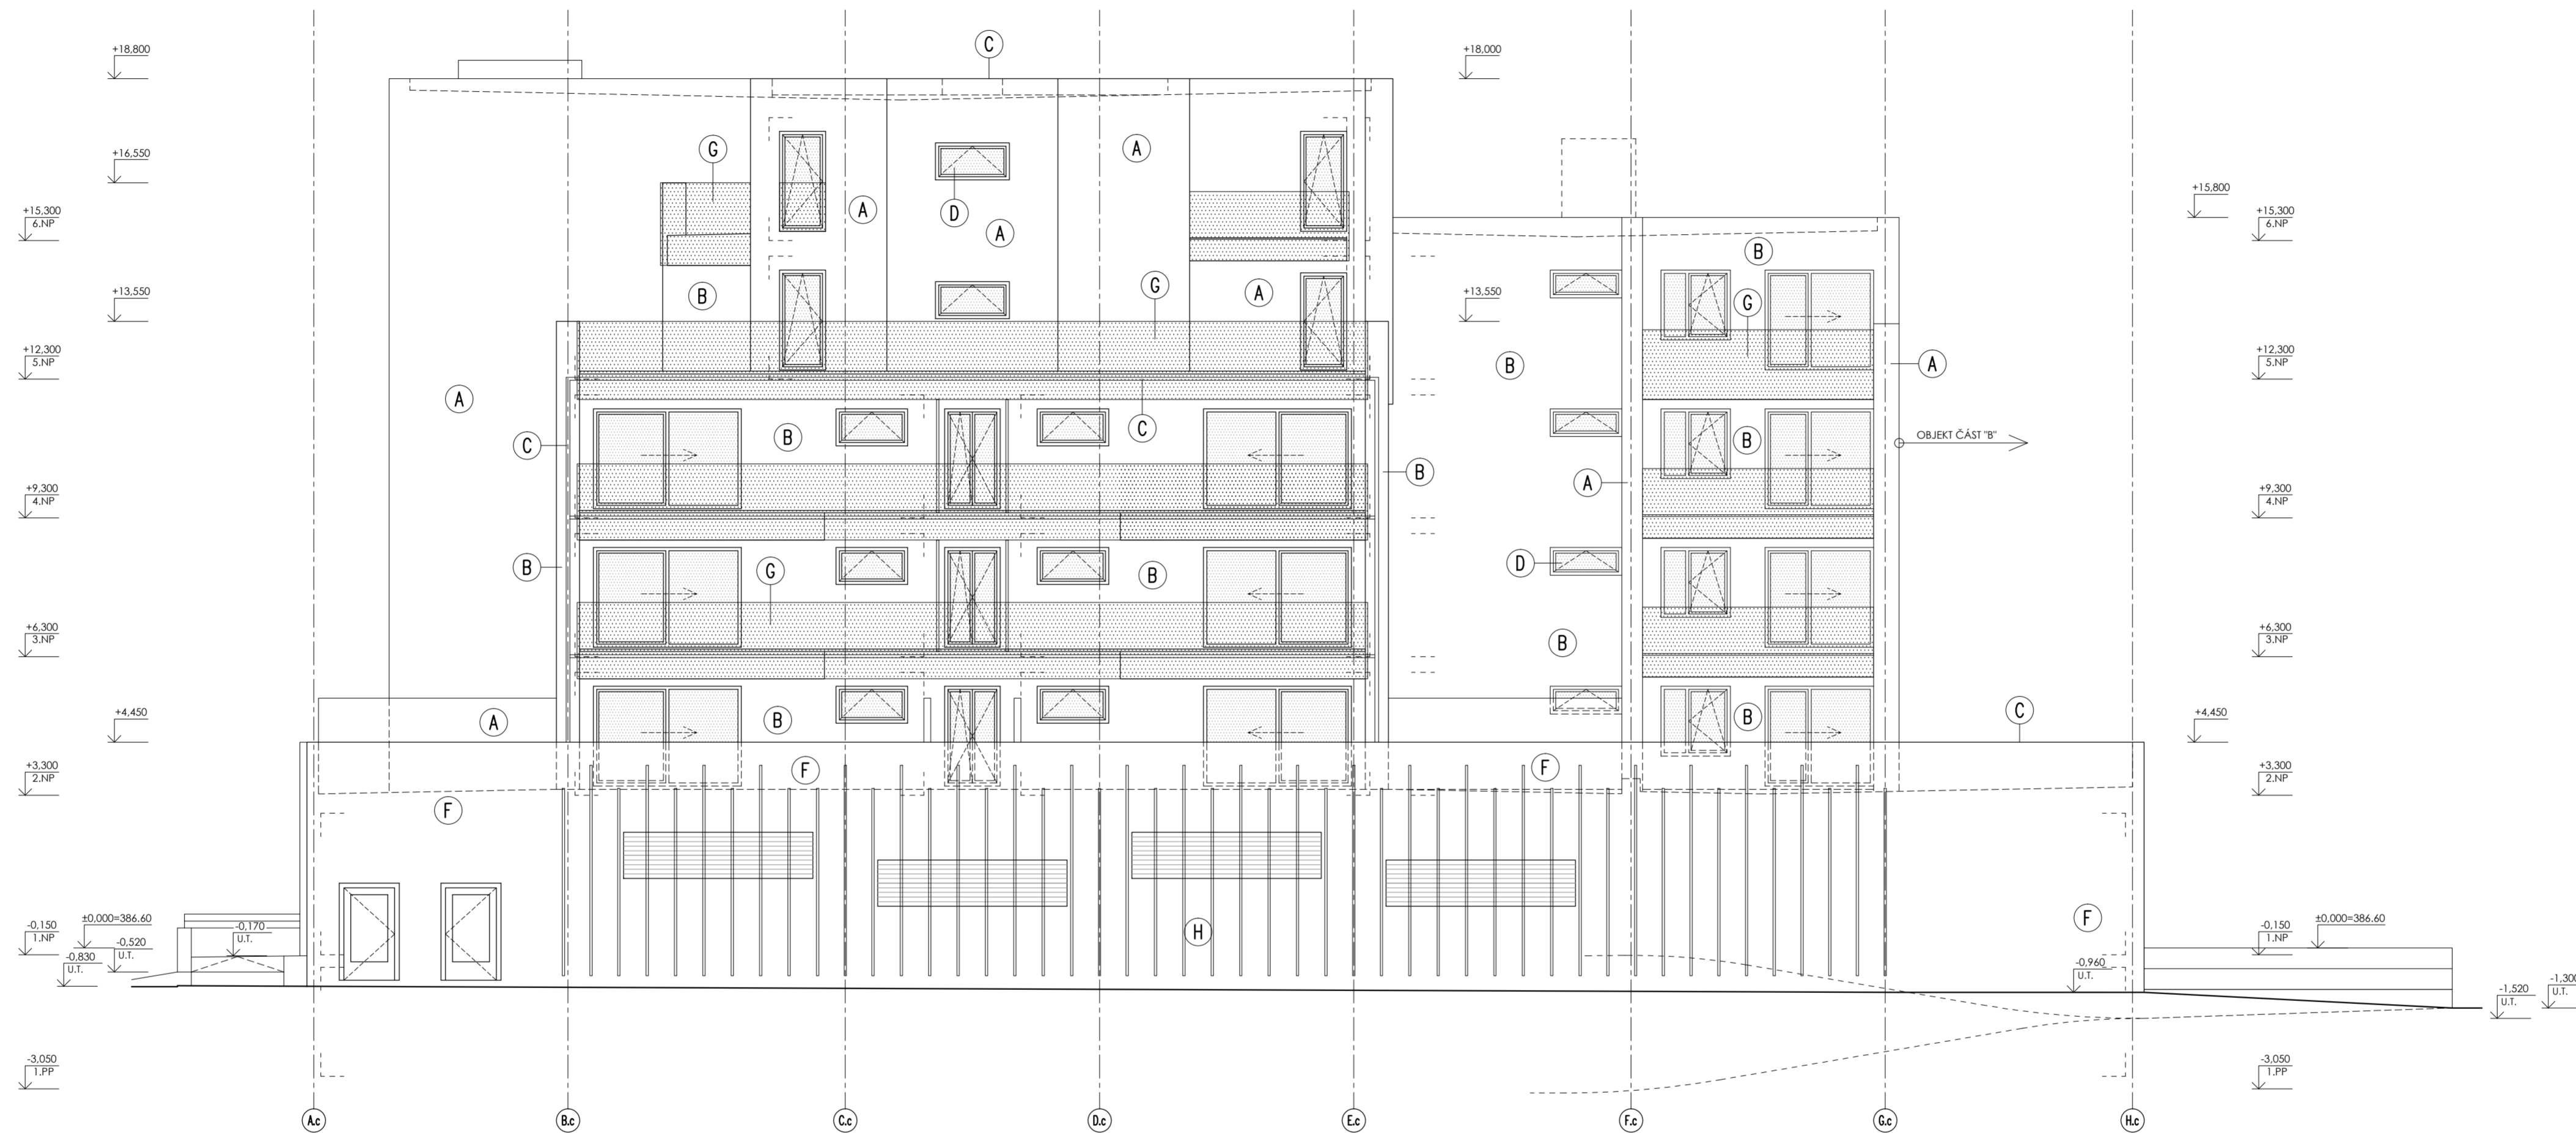 C
+18,800
+18,000
+16,550
G
A
+15,800
+15,300
6.NP
A
D
A
+15,300
6.NP
B
+13,550
B
G
A
+13,550
G
+12,300
5.NP
B
A
+12,300
5.NP
A
C
B
C
B
OBJEKT ČÁST "B"
C
B
A
+9,300
4.NP
+9,300
4.NP
B
G
B
D
+6,300
3.NP
B
+6,300
3.NP
+4,450
A
B
B
C
+4,450
+3,300
2.NP
F
F
+3,300
2.NP
F
-0,150
1.NP
±0,000=386.60
-0,170
U.T.
-0,520
U.T.
-0,830
U.T.
H
F
-0,150
1.NP
±0,000=386.60
-0,960
U.T.
-1,520
U.T.
-1,300
U.T.
-3,050
1.PP
-3,050
1.PP
A.c
B.c
C.c
D.c
E.c
F.c
G.c
H.c